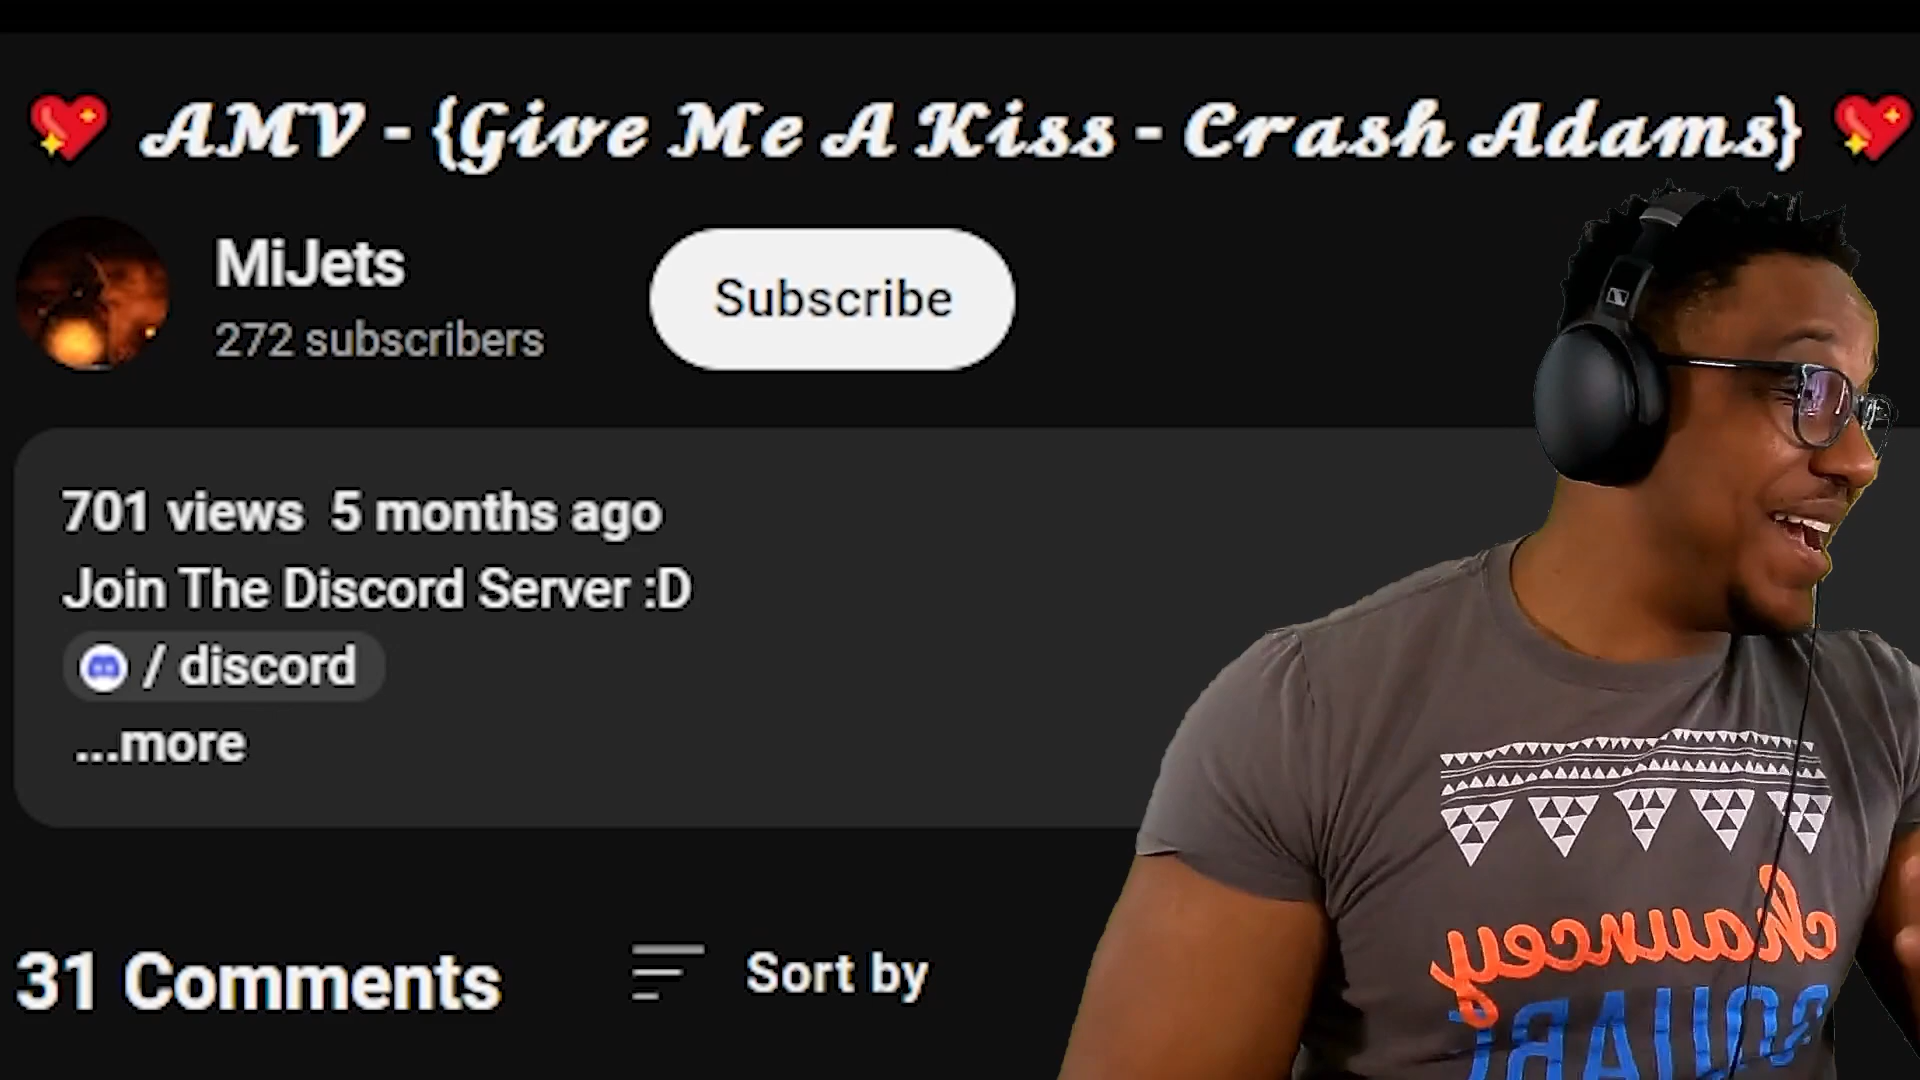 💖 AMV - {Give Me A Kiss - Crash Adams} 💖
MiJets
272 subscribers
Subscribe
701 views 5 months ago
Join The Discord Server :D
/ discord
...more
31 Comments
Sort by
chauncey
SQUARE